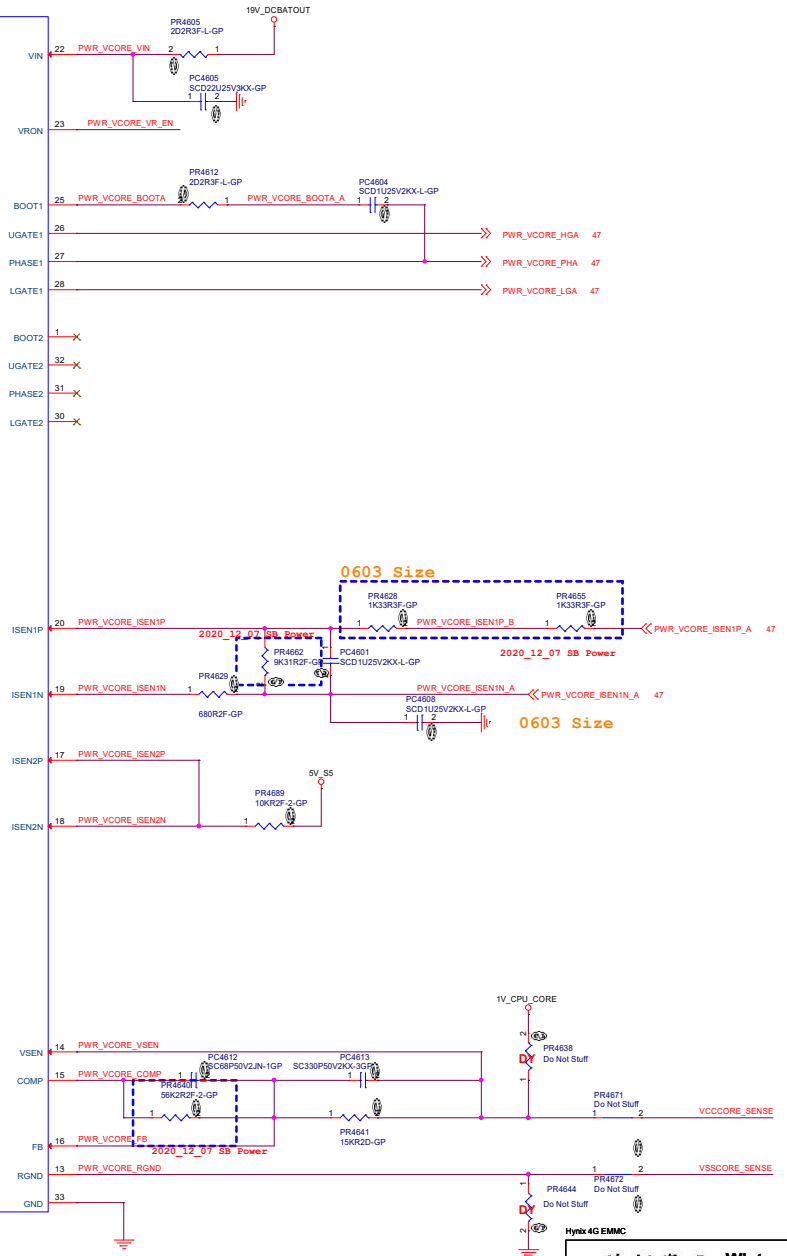 19V_DCBATOUT
PR4605
2D2R3F-L-GP
VIN 22 PWR_VCORE_VIN 2 1
PC4605
SCD22U25V3KX-GP
1 2
VRON 23 PWR_VCORE_VR_EN
PR4612
2D2R3F-L-GP
PC4604
SCD1U25V2KX-L-GP
BOOT1 25 PWR_VCORE_BOOTA 2 1 PWR_VCORE_BOOTA_A 1 2
UGATE1 26 PWR_VCORE_HGA 47
PHASE1 27 PWR_VCORE_PHA 47
LGATE1 28 PWR_VCORE_LGA 47
BOOT2 1
UGATE2 32
PHASE2 31
LGATE2 30
0603 Size
PR4628
1K33R3F-GP
PR4655
1K33R3F-GP
ISEN1P 20 PWR_VCORE_ISEN1P 1 PWR_VCORE_ISEN1P_B 1 PWR_VCORE_ISEN1P_A 47
2020_12_07 SB Power
PR4662
9K31R2F-GP
PC4601
SCD1U25V2KX-L-GP
2020_12_07 SB Power
PR4629
ISEN1N 19 PWR_VCORE_ISEN1N 1 PWR_VCORE_ISEN1N_A PWR_VCORE_ISEN1N_A 47
680R2F-GP
PC4608
SCD1U25V2KX-L-GP
1 2
0603 Size
ISEN2P 17 PWR_VCORE_ISEN2P
5V_S5
PR4689
10KR2F-2-GP
ISEN2N 18 PWR_VCORE_ISEN2N 1
1V_CPU_CORE
2
PR4638
DY Do Not Stuff
1
VSEN 14 PWR_VCORE_VSEN
PC4612
SC68P50V2JN-1GP
PC4613
SC330P50V2KX-3GP
COMP 15 PWR_VCORE_COMP 1 1
PR4640
56K2R2F-2-GP
1 1
PR4641
15KR2D-GP
PR4671
Do Not Stuff
1 2 VCCCORE_SENSE
FB 16 PWR_VCORE_FB
2020_12_07 SB Power
RGND 13 PWR_VCORE_RGND 1 2 VSSCORE_SENSE
PR4672
Do Not Stuff
1
PR4644
DY Do Not Stuff
2
GND 33
Hynix 4G EMMC